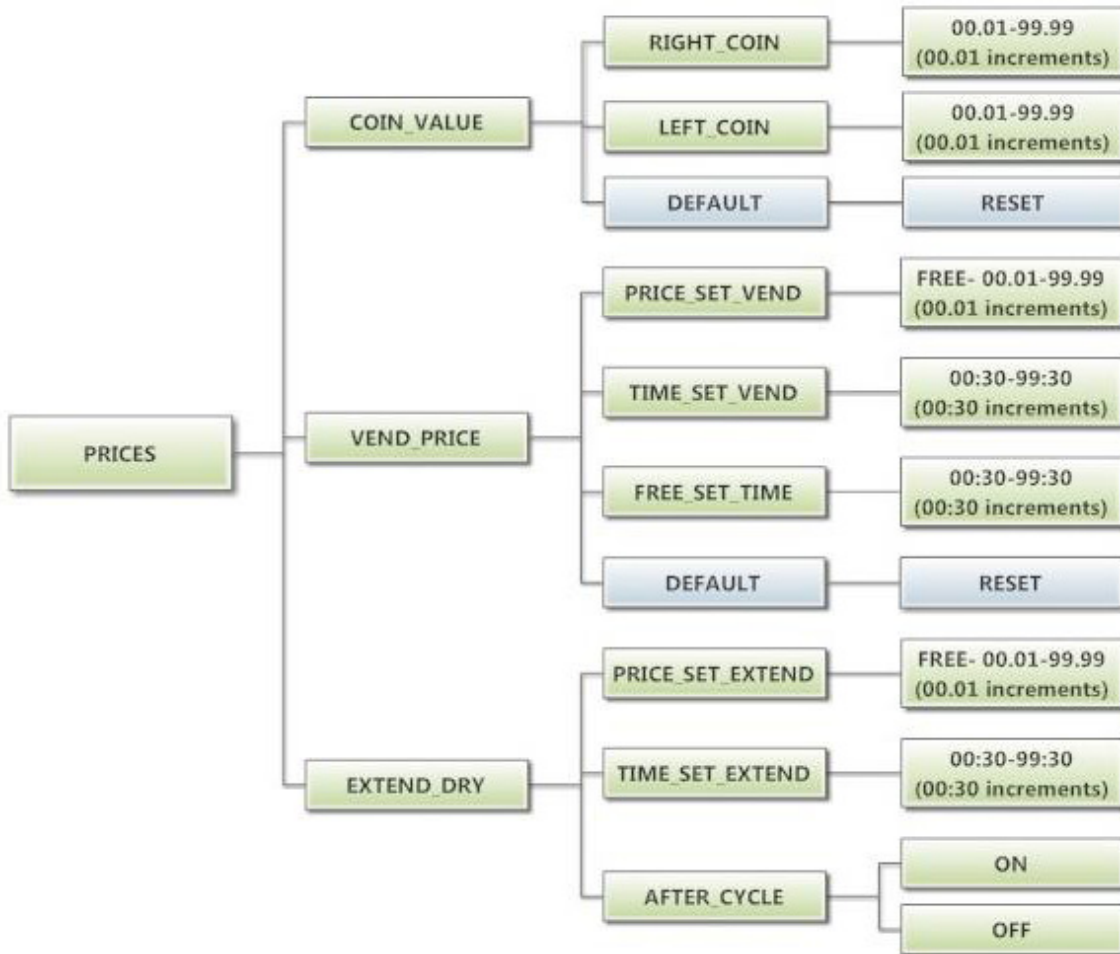 PRICES
COIN_VALUE
RIGHT_COIN
00.01-99.99
(00.01 increments)
LEFT_COIN
00.01-99.99
(00.01 increments)
DEFAULT
RESET
VEND_PRICE
PRICE_SET_VEND
FREE- 00.01-99.99
(00.01 increments)
TIME_SET_VEND
00:30-99:30
(00:30 increments)
FREE_SET_TIME
00:30-99:30
(00:30 increments)
DEFAULT
RESET
EXTEND_DRY
PRICE_SET_EXTEND
FREE- 00.01-99.99
(00.01 increments)
TIME_SET_EXTEND
00:30-99:30
(00:30 increments)
AFTER_CYCLE
ON
OFF